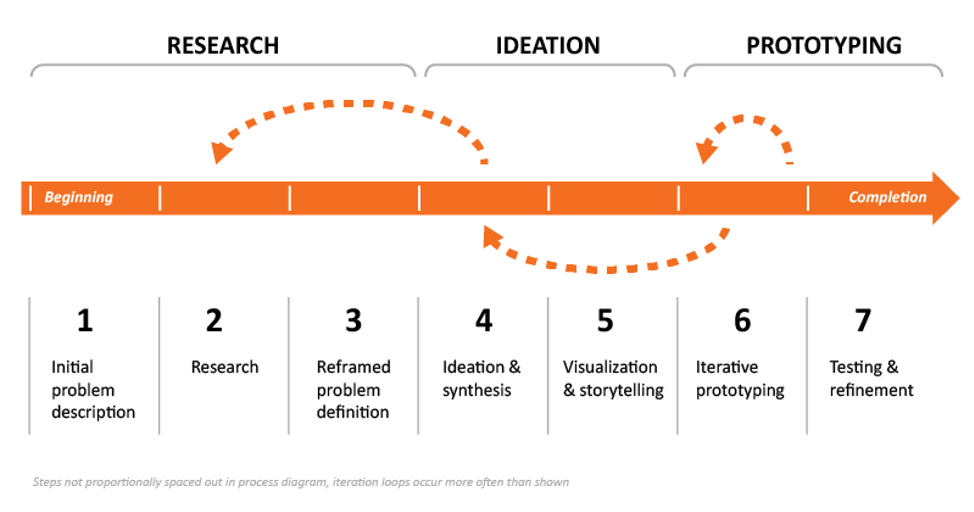 RESEARCH
IDEATION
PROTOTYPING
Beginning
Completion
1
2
3
4
5
6
7
Initial
problem
description
Research
Reframed
problem
definition
Ideation &
synthesis
Visualization
& storytelling
Iterative
prototyping
Testing &
refinement
Steps not proportionally spaced out in process diagram, iteration loops occur more often than shown